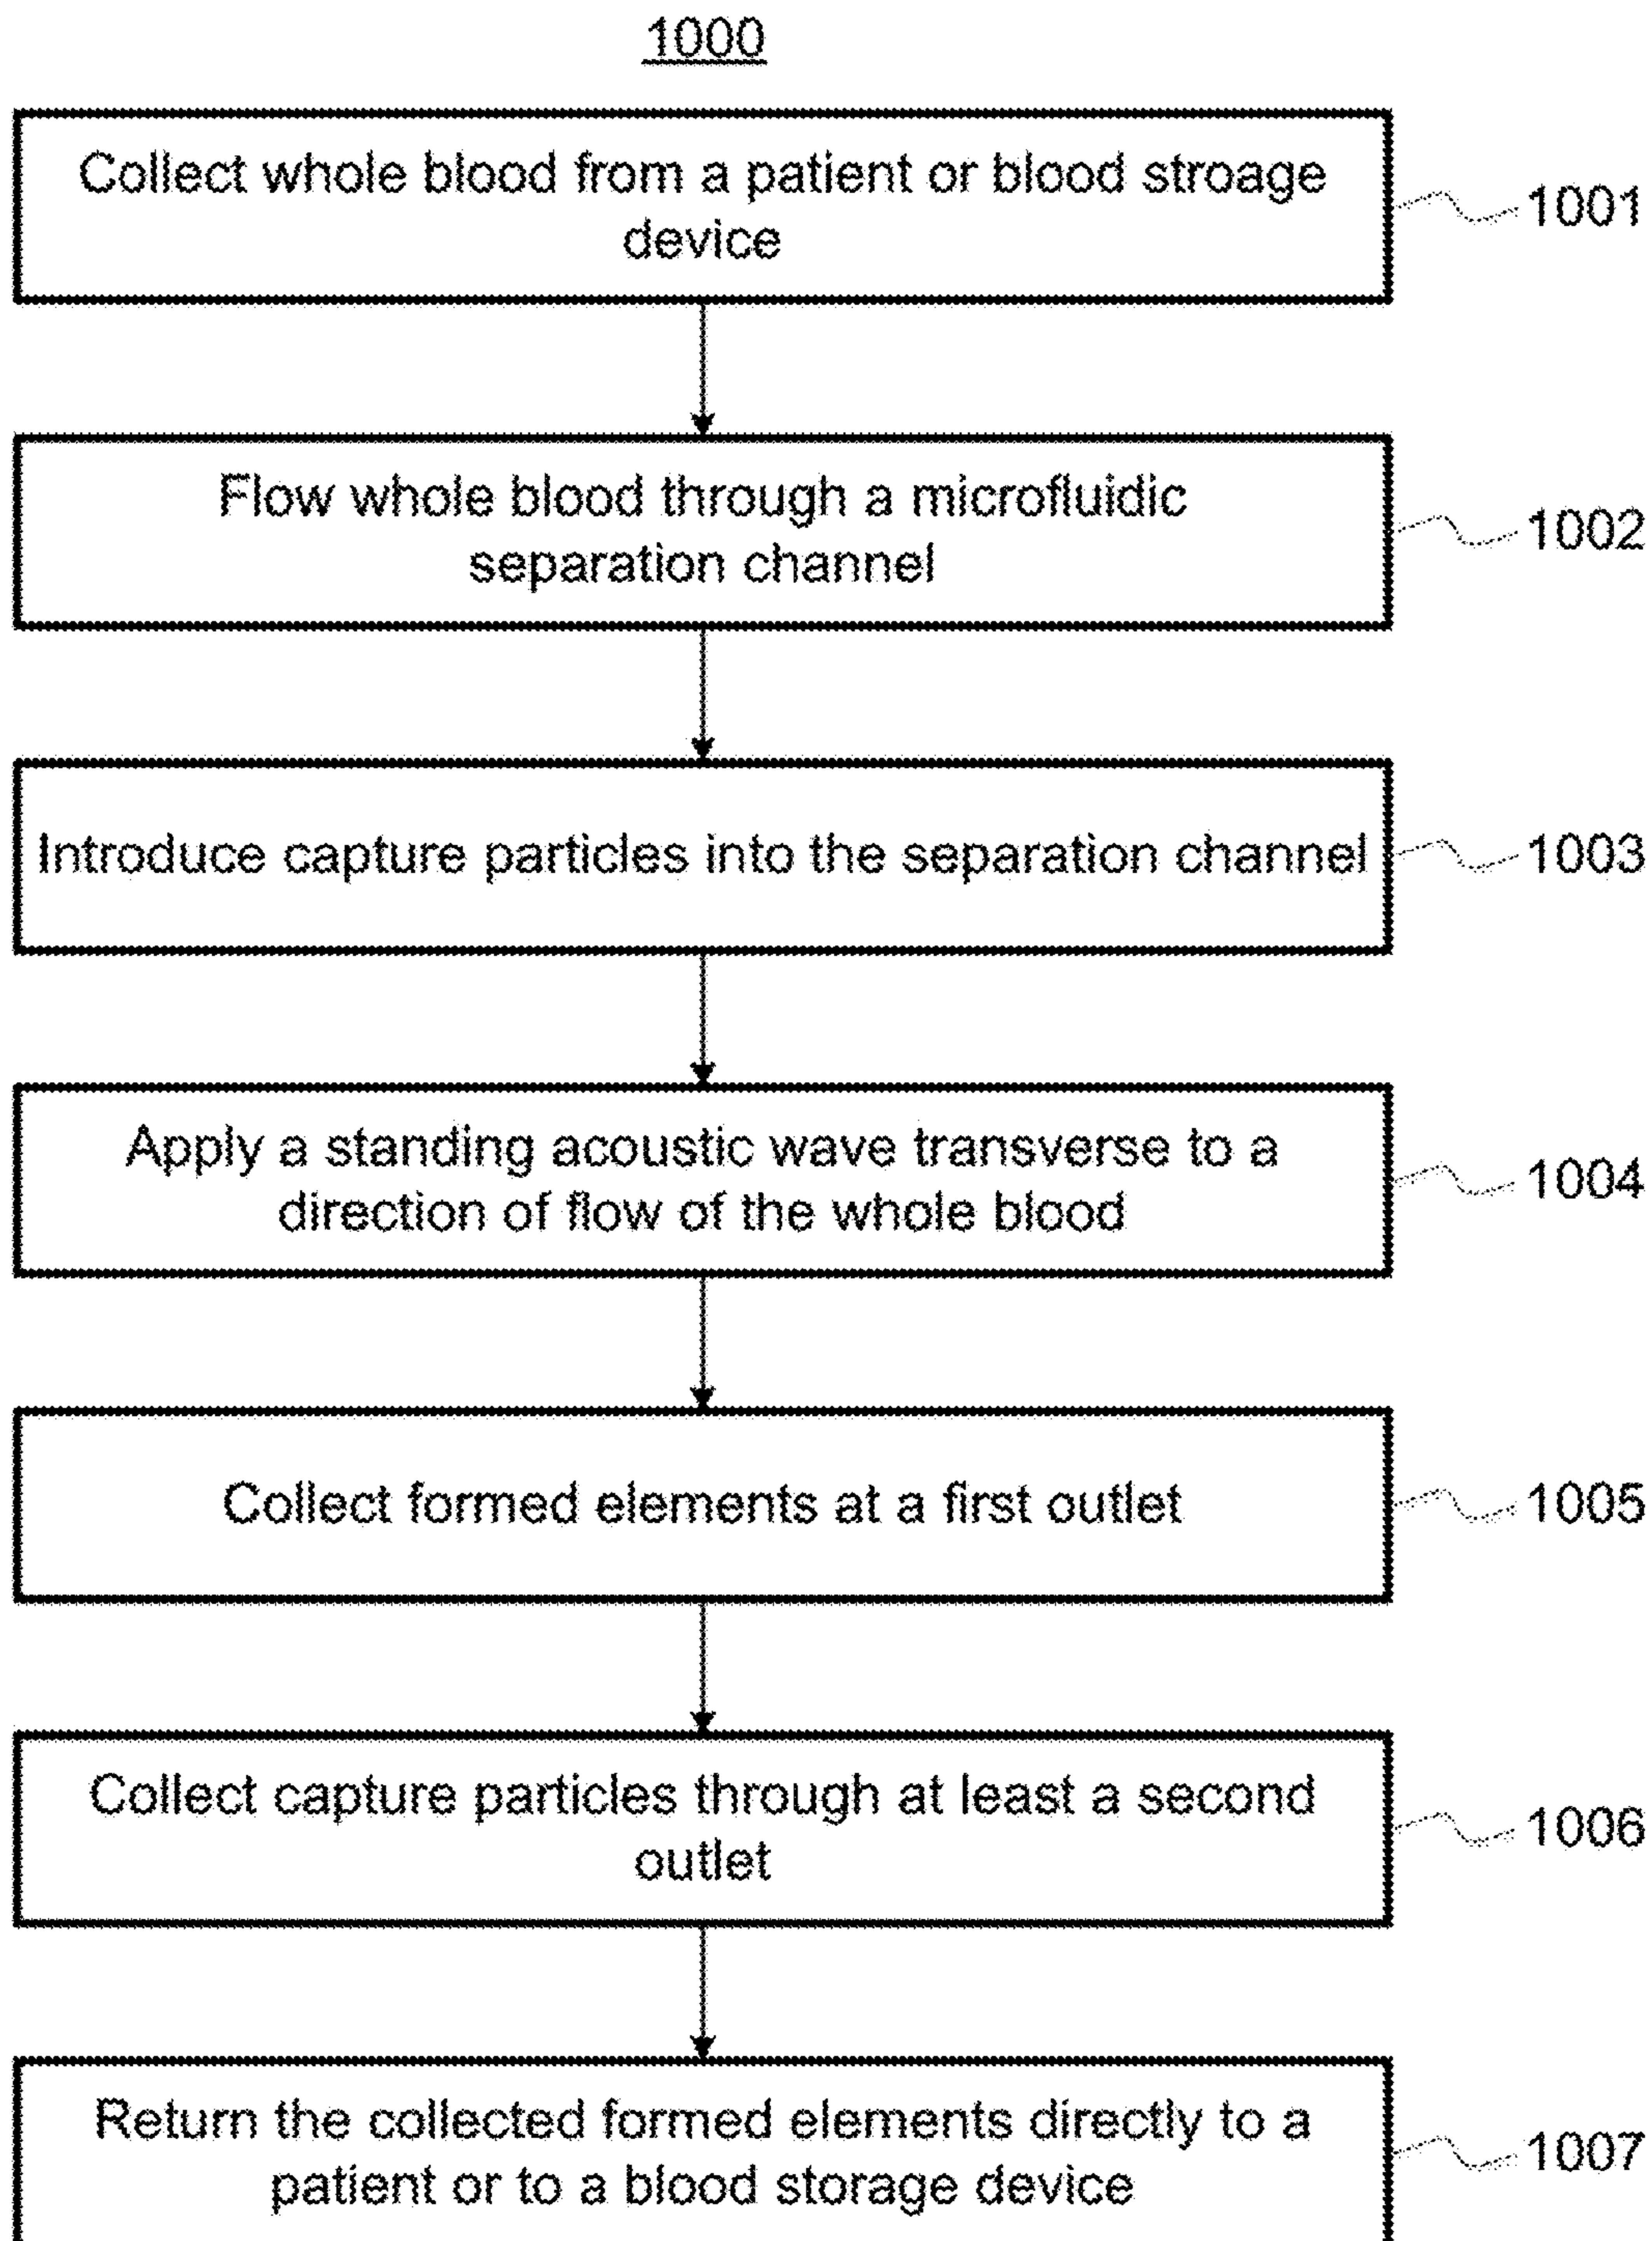 1000
Collect whole blood from a patient or blood stroage
device
1001
Flow whole blood through a microfluidic
separation channel
1002
Introduce capture particles into the separation channel
1003
Apply a standing acoustic wave transverse to a
direction of flow of the whole blood
1004
Collect formed elements at a first outlet
1005
Collect capture particles through at least a second
outlet
1006
Return the collected formed elements directly to a
patient or to a blood storage device
1007